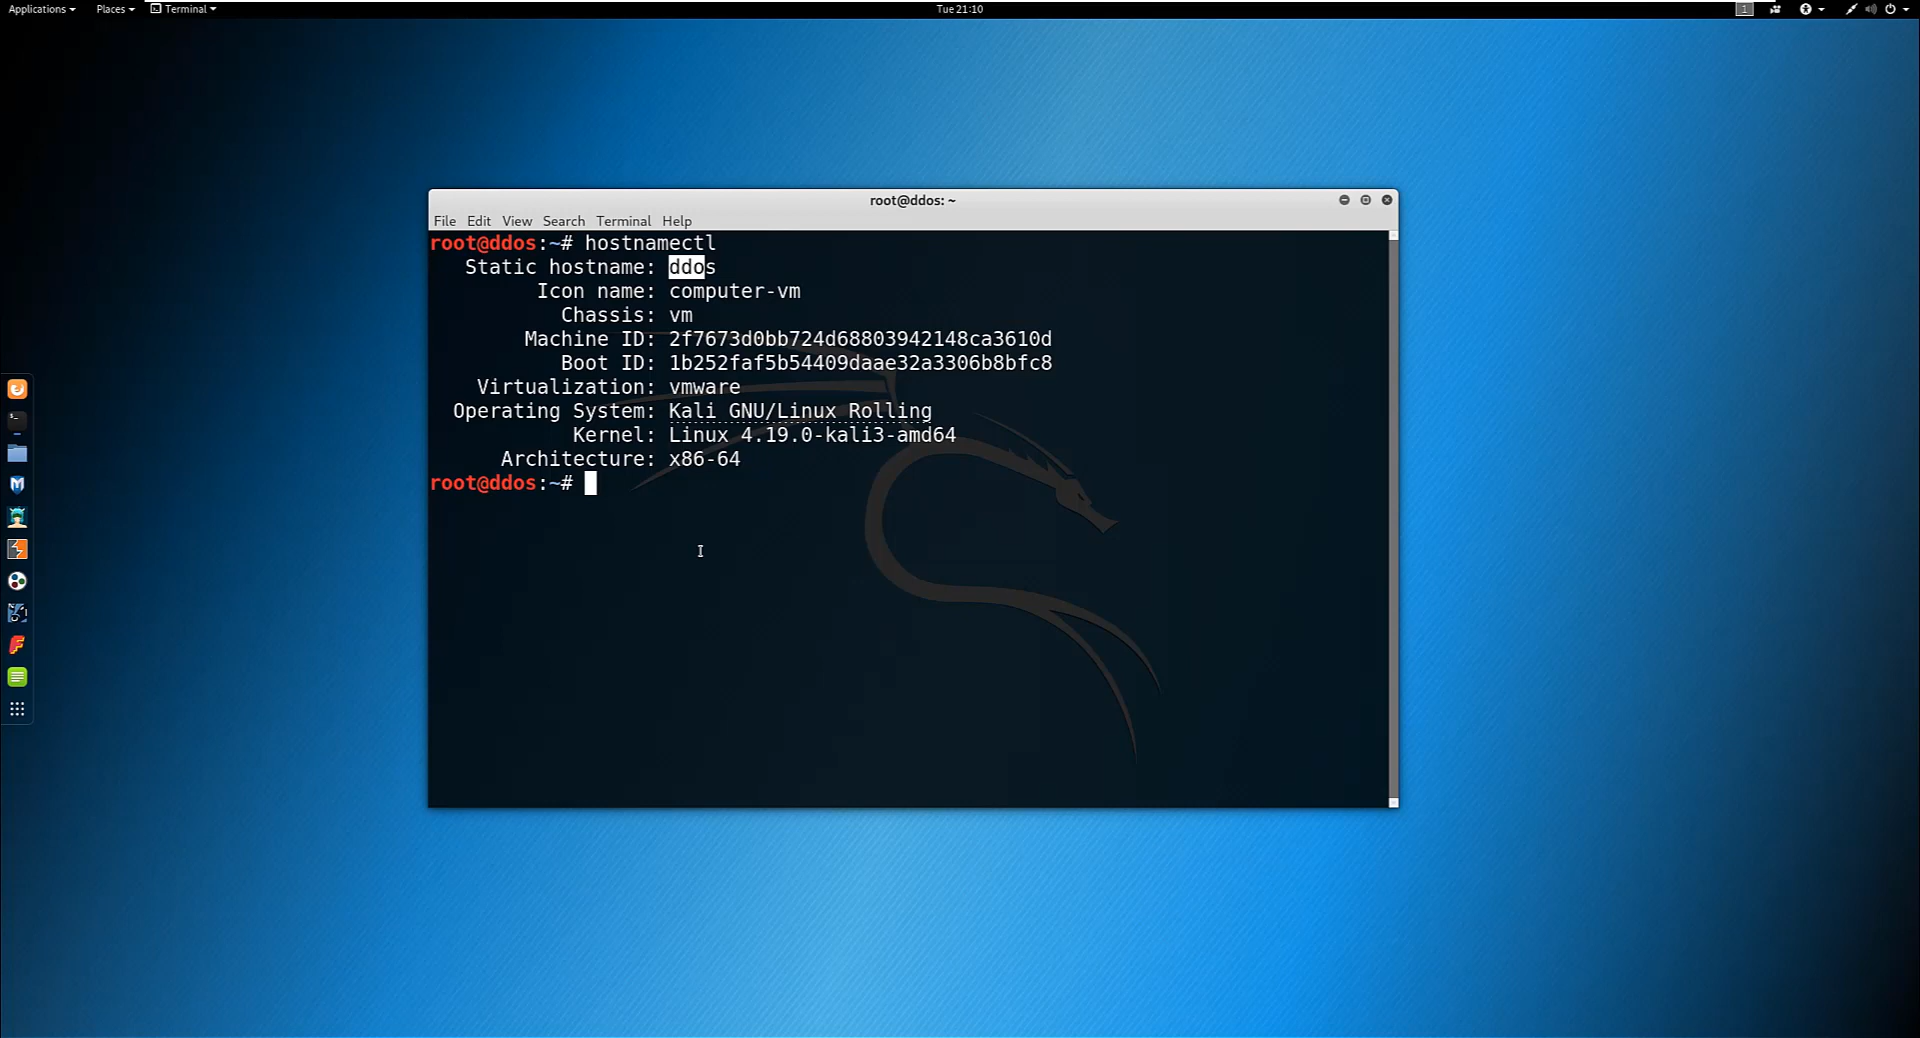 Applications Places Terminal Tue 21:10 1
root@ddos: ~
File Edit View Search Terminal Help
root@ddos:~# hostnamectl
Static hostname: ddos
Icon name: computer-vm
Chassis: vm
Machine ID: 2f7673d0bb724d68803942148ca3610d
Boot ID: 1b252faf5b54409daae32a3306b8bfc8
Virtualization: vmware
Operating System: Kali GNU/Linux Rolling
Kernel: Linux 4.19.0-kali3-amd64
Architecture: x86-64
root@ddos:~#